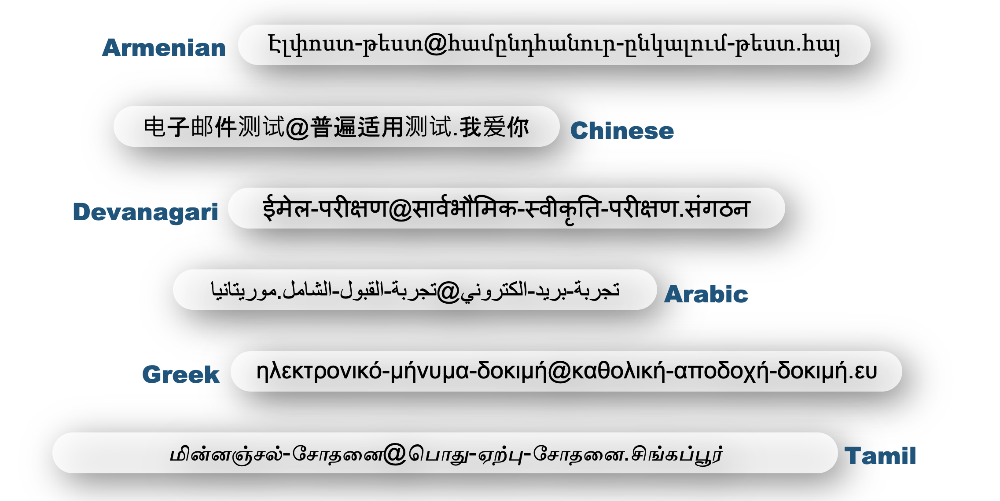 Armenian Էլփոստ-թեստ@համընդհանուր-ընկալում-թեստ.հայ
电子邮件测试@普遍适用测试.我爱你 Chinese
Devanagari ईमेल-परीक्षण@सार्वभौमिक-स्वीकृति-परीक्षण.संगठन
تجربة-بريد-الكتروني@تجربة-القبول-الشامل.موريتانيا Arabic
Greek ηλεκτρονικό-μήνυμα-δοκιμή@καθολική-αποδοχή-δοκιμή.ευ
மின்னஞ்சல்-சோதனை@பொது-ஏற்பு-சோதனை.சிங்கப்பூர் Tamil